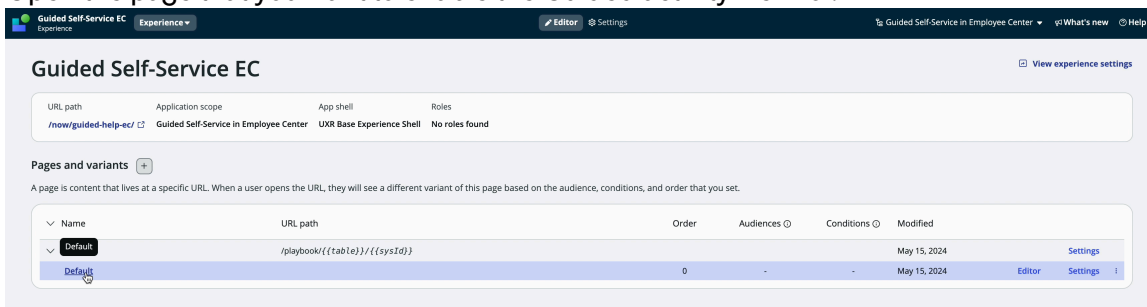 Guided Self-Service EC Experience Experience Editor Settings Guided Self-Service in Employee Center What's new Help
Guided Self-Service EC View experience settings
URL path Application scope App shell Roles
/now/guided-help-ec/ Guided Self-Service in Employee Center UXR Base Experience Shell No roles found
Pages and variants +
A page is content that lives at a specific URL. When a user opens the URL, they will see a different variant of this page based on the audience, conditions, and order that you set.
Name URL path Order Audiences Conditions Modified
Default /playbook/{{table}}/{{sysId}} May 15, 2024 Settings
Default 0 - - May 15, 2024 Editor Settings